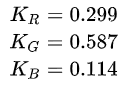 K_R = 0.299
K_G = 0.587
K_B = 0.114